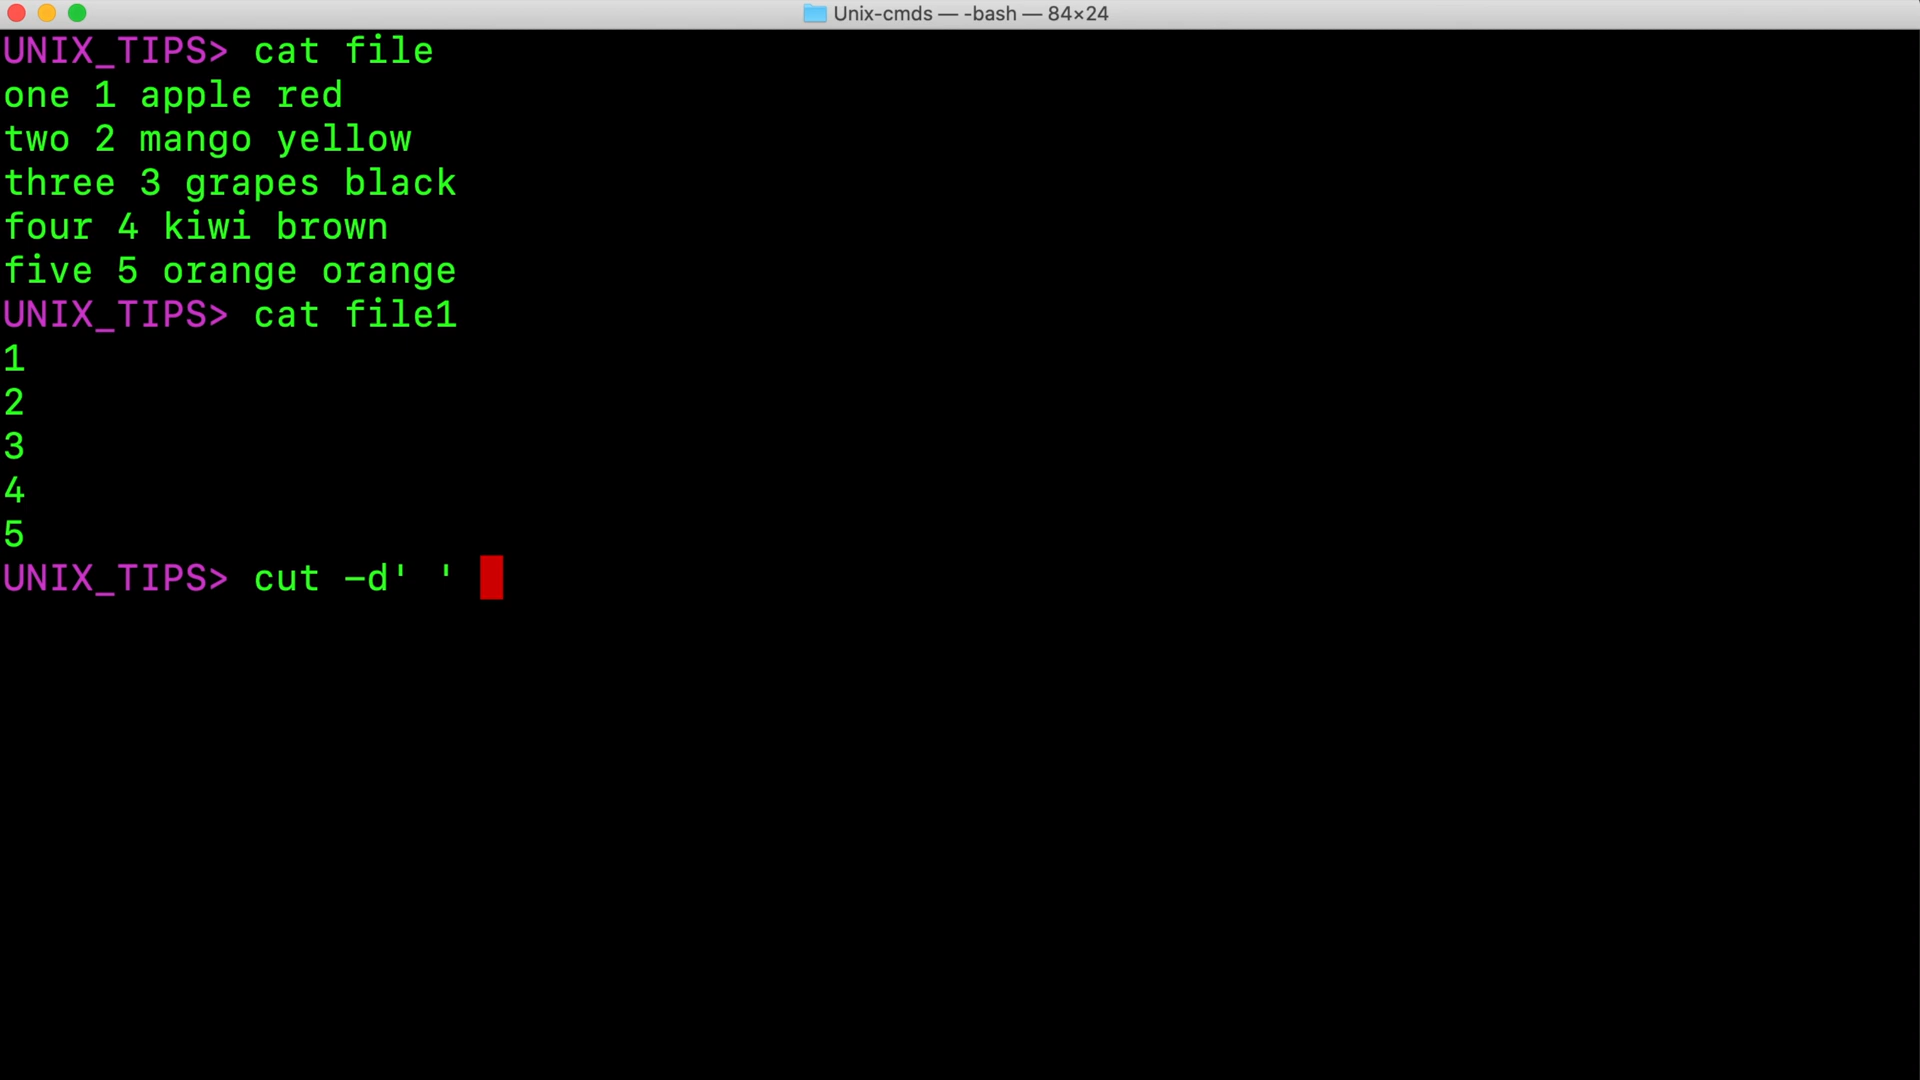 Unix-cmds — -bash — 84×24
UNIX_TIPS> cat file
one 1 apple red
two 2 mango yellow
three 3 grapes black
four 4 kiwi brown
five 5 orange orange
UNIX_TIPS> cat file1
1
2
3
4
5
UNIX_TIPS> cut -d' '